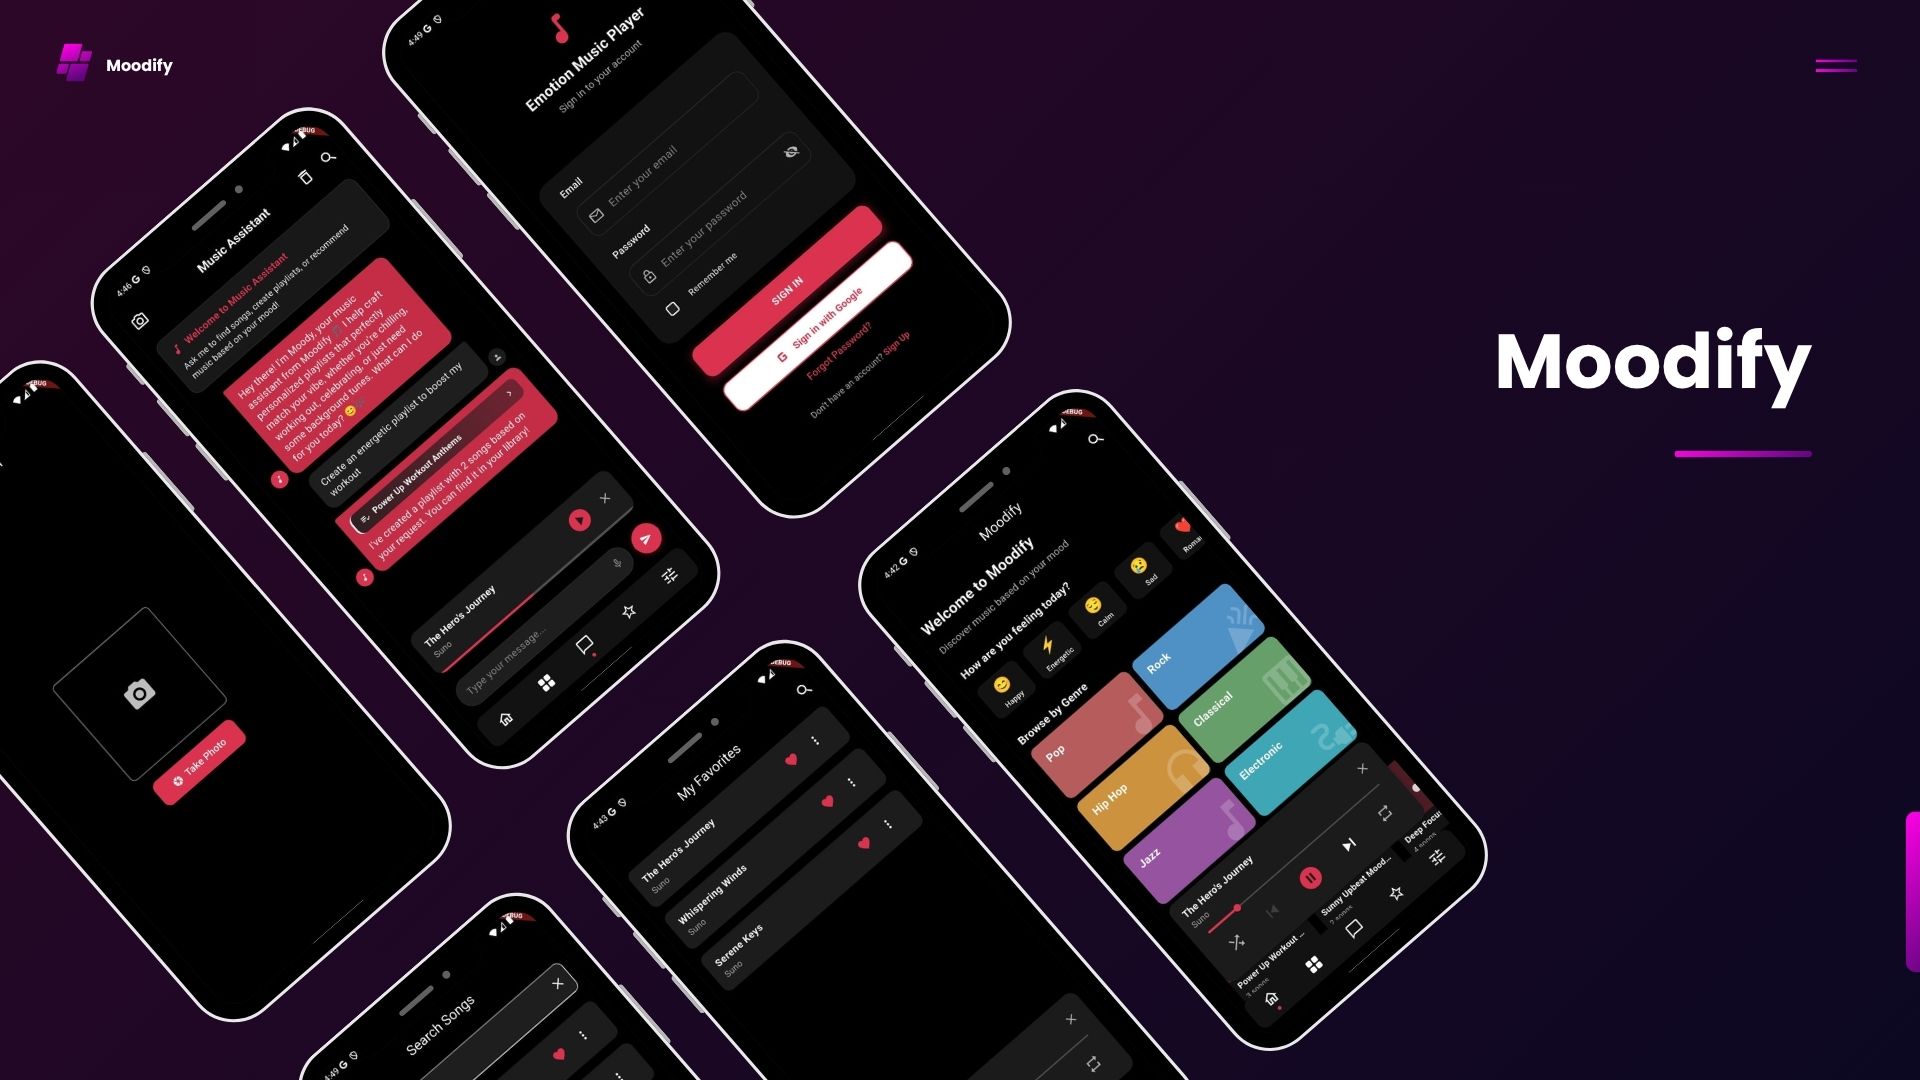 Moodify
Moodify
4:49 G
Emotion Music Player
Sign in to your account
Email
Enter your email
Password
Enter your password
Remember me
SIGN IN
G Sign in with Google
Forgot Password?
Don't have an account? Sign Up
4:46 G
EBUG
Music Assistant
Welcome to Music Assistant
Ask me to find songs, create playlists, or recommend
music based on your mood!
Hey there! I'm Moody, your music
assistant from Moodify 🎵 I help craft
personalized playlists that perfectly
match your vibe, whether you're chilling,
working out, celebrating, or just need
some background tunes. What can I do
for you today? 😊
Create an energetic playlist to boost my
workout
Power Up Workout Anthems
I've created a playlist with 2 songs based on
your request. You can find it in your library!
The Hero's Journey
Suno
Type your message...
EBUG
Take Photo
4:42 G
EBUG
Moodify
Welcome to Moodify
Discover music based on your mood
How are you feeling today?
Happy
Energetic
Calm
Sad
Roma
Browse by Genre
Pop
Rock
Hip Hop
Classical
Jazz
Electronic
The Hero's Journey
Suno
Power Up Workout ...
Sunny Upbeat Mood...
Deep Focus
4:43 G
EBUG
My Favorites
The Hero's Journey
Suno
Whispering Winds
Suno
Serene Keys
Suno
4:49 G
EBUG
Search Songs